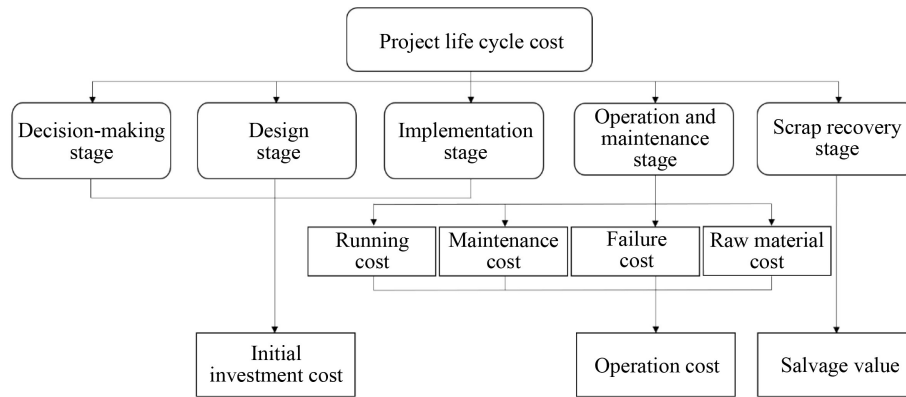 Project life cycle cost
Decision-making
stage
Design
stage
Implementation
stage
Operation and
maintenance
stage
Scrap recovery
stage
Running
cost
Maintenance
cost
Failure
cost
Raw material
cost
Initial
investment cost
Operation cost
Salvage value